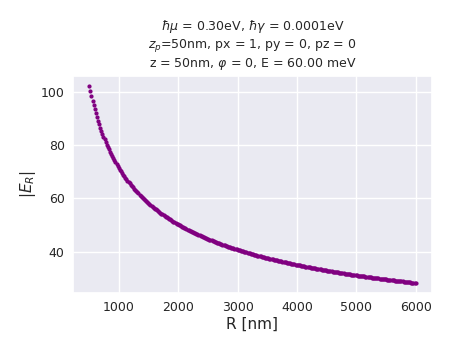 ℏμ = 0.30eV, ℏγ = 0.0001eV
z_p=50nm, px = 1, py = 0, pz = 0
z = 50nm, φ = 0, E = 60.00 meV
100
80
60
40
|E_R|
1000 2000 3000 4000 5000 6000
R [nm]